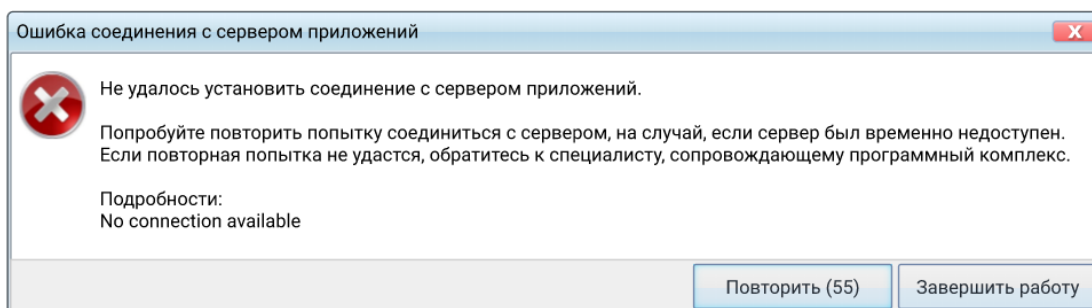 Ошибка соединения с сервером приложений
X
Не удалось установить соединение с сервером приложений.
Попробуйте повторить попытку соединиться с сервером, на случай, если сервер был временно недоступен.
Если повторная попытка не удастся, обратитесь к специалисту, сопровождающему программный комплекс.
Подробности:
No connection available
Повторить (55)
Завершить работу